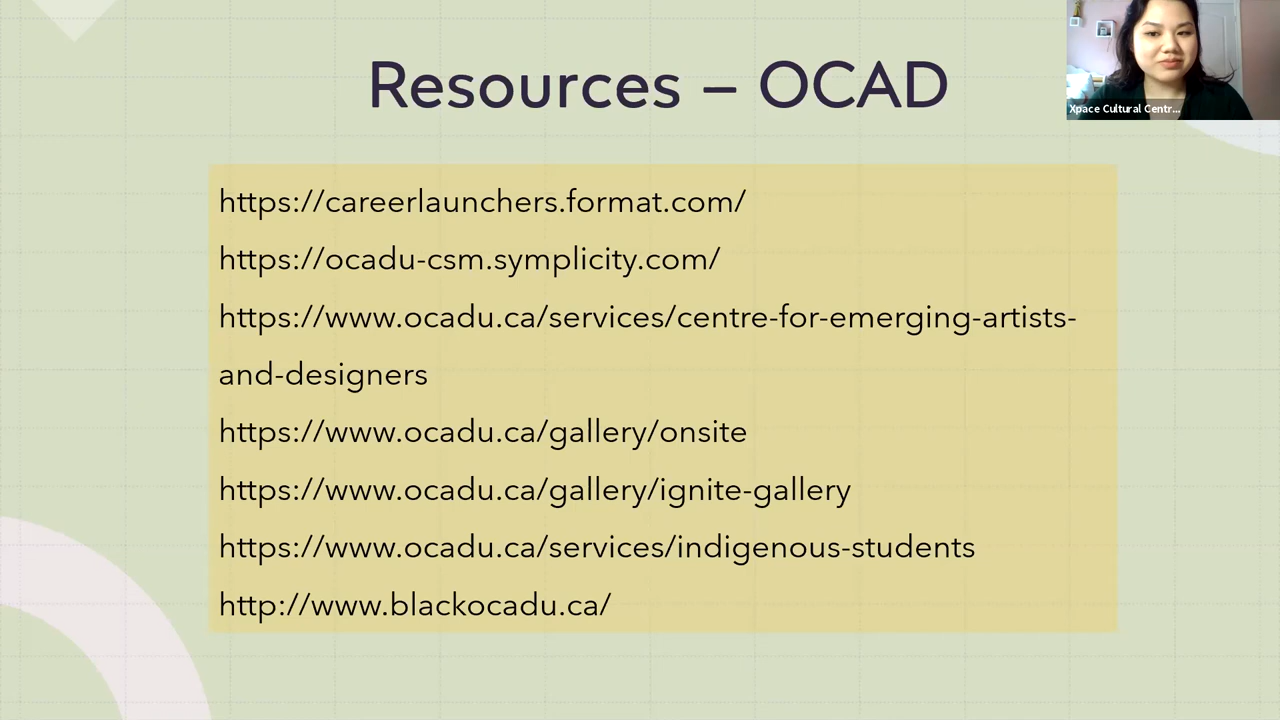 Resources – OCAD
Xpace Cultural Centr...
https://careerlaunchers.format.com/
https://ocadu-csm.symplicity.com/
https://www.ocadu.ca/services/centre-for-emerging-artists-
and-designers
https://www.ocadu.ca/gallery/onsite
https://www.ocadu.ca/gallery/ignite-gallery
https://www.ocadu.ca/services/indigenous-students
http://www.blackocadu.ca/